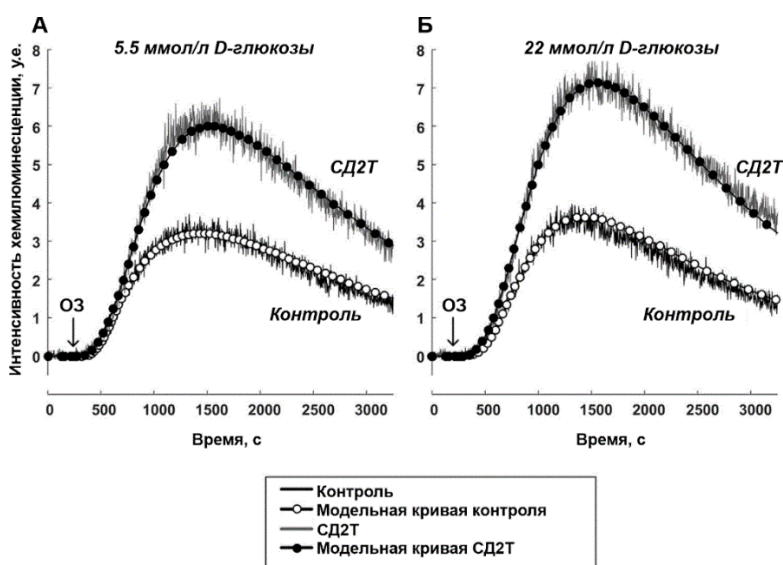 А
5.5 ммол/л D-глюкозы
Интенсивность хемилюминесценции, у.е.
8
7
6
5
4
3
2
1
0
СД2Т
ОЗ
Контроль
0 500 1000 1500 2000 2500 3000
Время, с
Б
22 ммол/л D-глюкозы
8
7
6
5
4
3
2
1
0
СД2Т
ОЗ
Контроль
0 500 1000 1500 2000 2500 3000
Время, с
Контроль
Модельная кривая контроля
СД2Т
Модельная кривая СД2Т